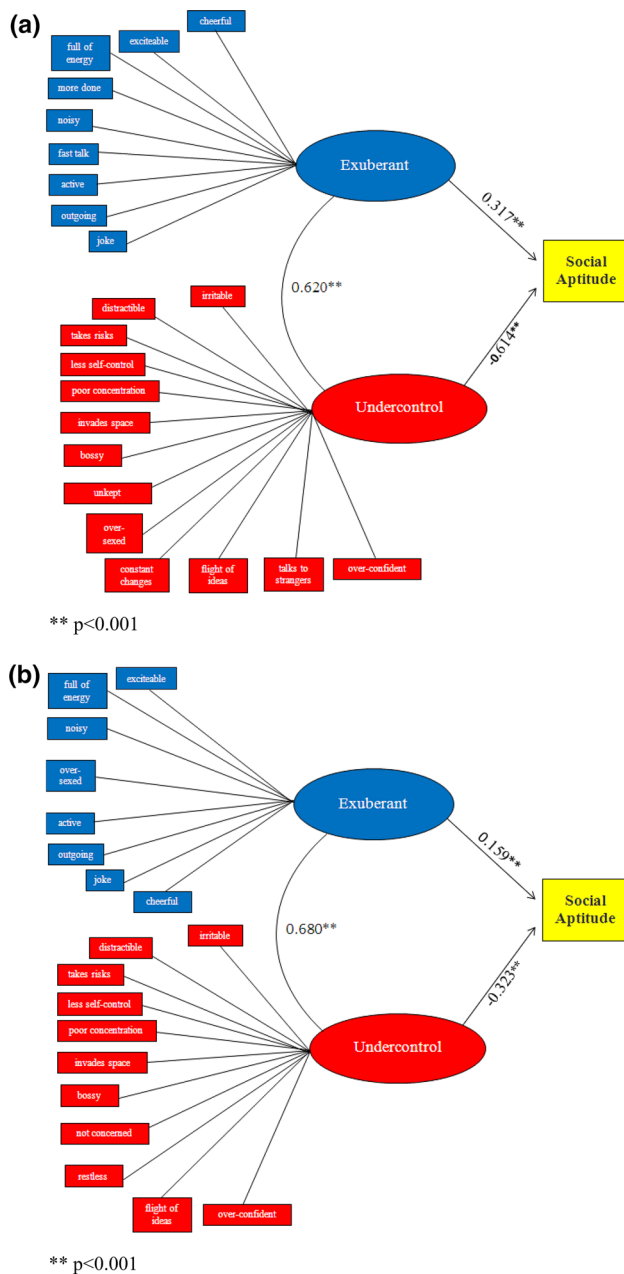 (a)
cheerful
exciteable
full of
energy
more done
noisy
fast talk
active
outgoing
joke
Exuberant
0.317**
Social
Aptitude
0.620**
-0.614**
irritable
distractible
takes risks
less self-control
poor concentration
invades space
bossy
unkept
over-
sexed
constant
changes
flight of
ideas
talks to
strangers
over-confident
Undercontrol
** p<0.001
(b)
exciteable
full of
energy
noisy
over-
sexed
active
outgoing
joke
cheerful
Exuberant
0.159**
Social
Aptitude
0.680**
-0.323**
irritable
distractible
takes risks
less self-control
poor concentration
invades space
bossy
not concerned
restless
flight of
ideas
over-confident
Undercontrol
** p<0.001